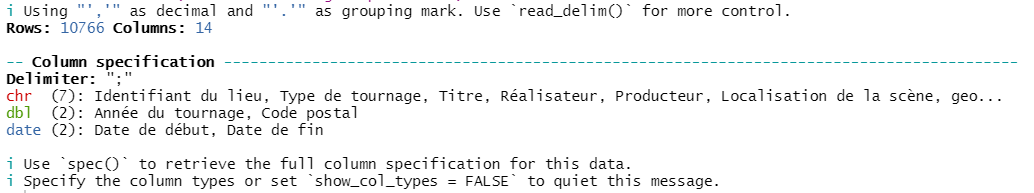 i Using "','" as decimal and "'.'" as grouping mark. Use `read_delim()` for more control.
Rows: 10766 Columns: 14
-- Column specification --------------------------------------------------------------------------------------------
Delimiter: ";"
chr  (7): Identifiant du lieu, Type de tournage, Titre, Réalisateur, Producteur, Localisation de la scène, geo...
dbl  (2): Année du tournage, Code postal
date (2): Date de début, Date de fin
i Use `spec()` to retrieve the full column specification for this data.
i Specify the column types or set `show_col_types = FALSE` to quiet this message.